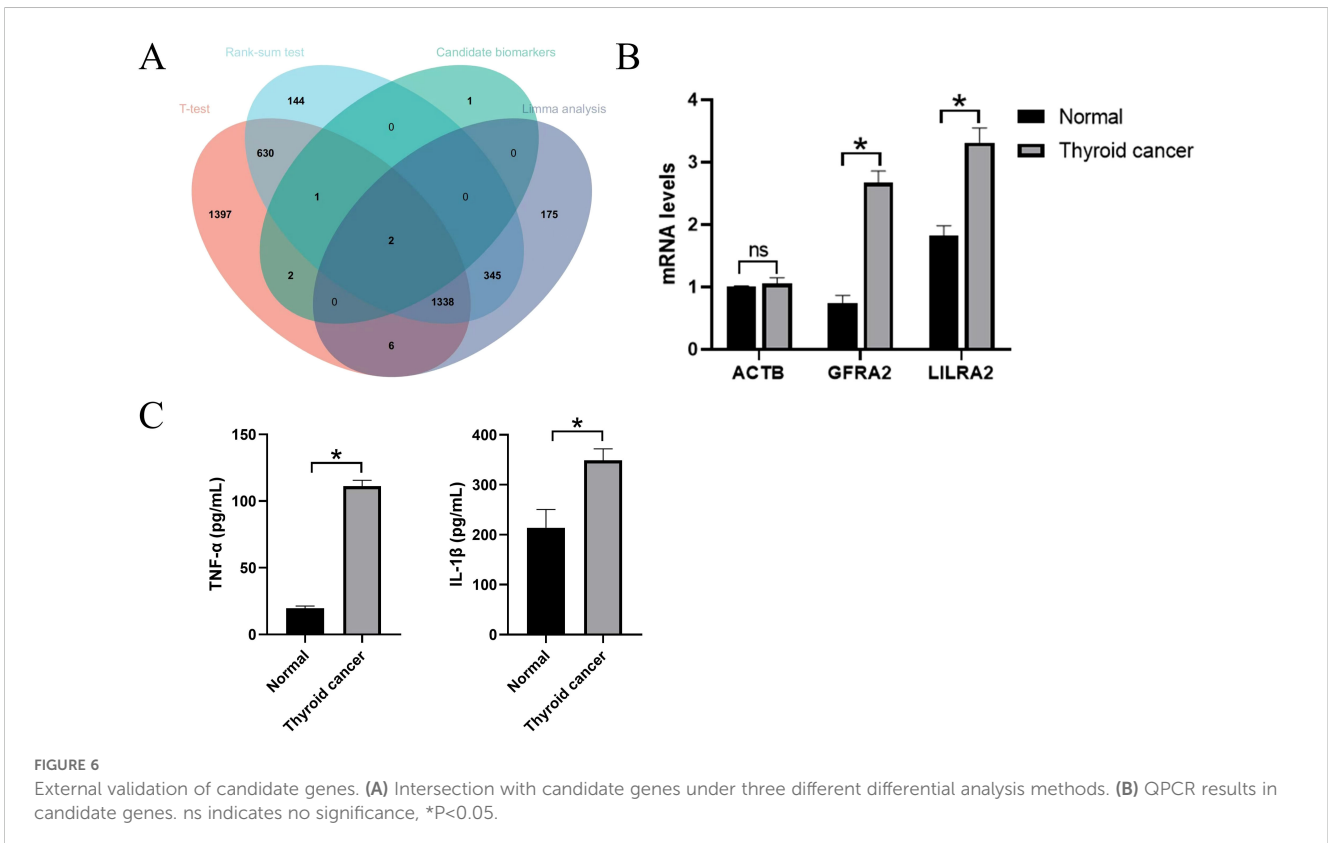 A
Rank-sum test
Candidate biomarkers
T-test
Limma analysis
144
1
0
0
630
1
0
1397
175
2
2
345
0
1338
6
B
4
3
2
1
0
mRNA levels
ns
*
*
Normal
Thyroid cancer
ACTB
GFRA2
LILRA2
C
150
100
50
0
TNF-α (pg/mL)
*
Normal
Thyroid cancer
400
300
200
100
0
IL-1β (pg/mL)
*
Normal
Thyroid cancer
FIGURE 6
External validation of candidate genes. (A) Intersection with candidate genes under three different differential analysis methods. (B) QPCR results in
candidate genes. ns indicates no significance, *P<0.05.